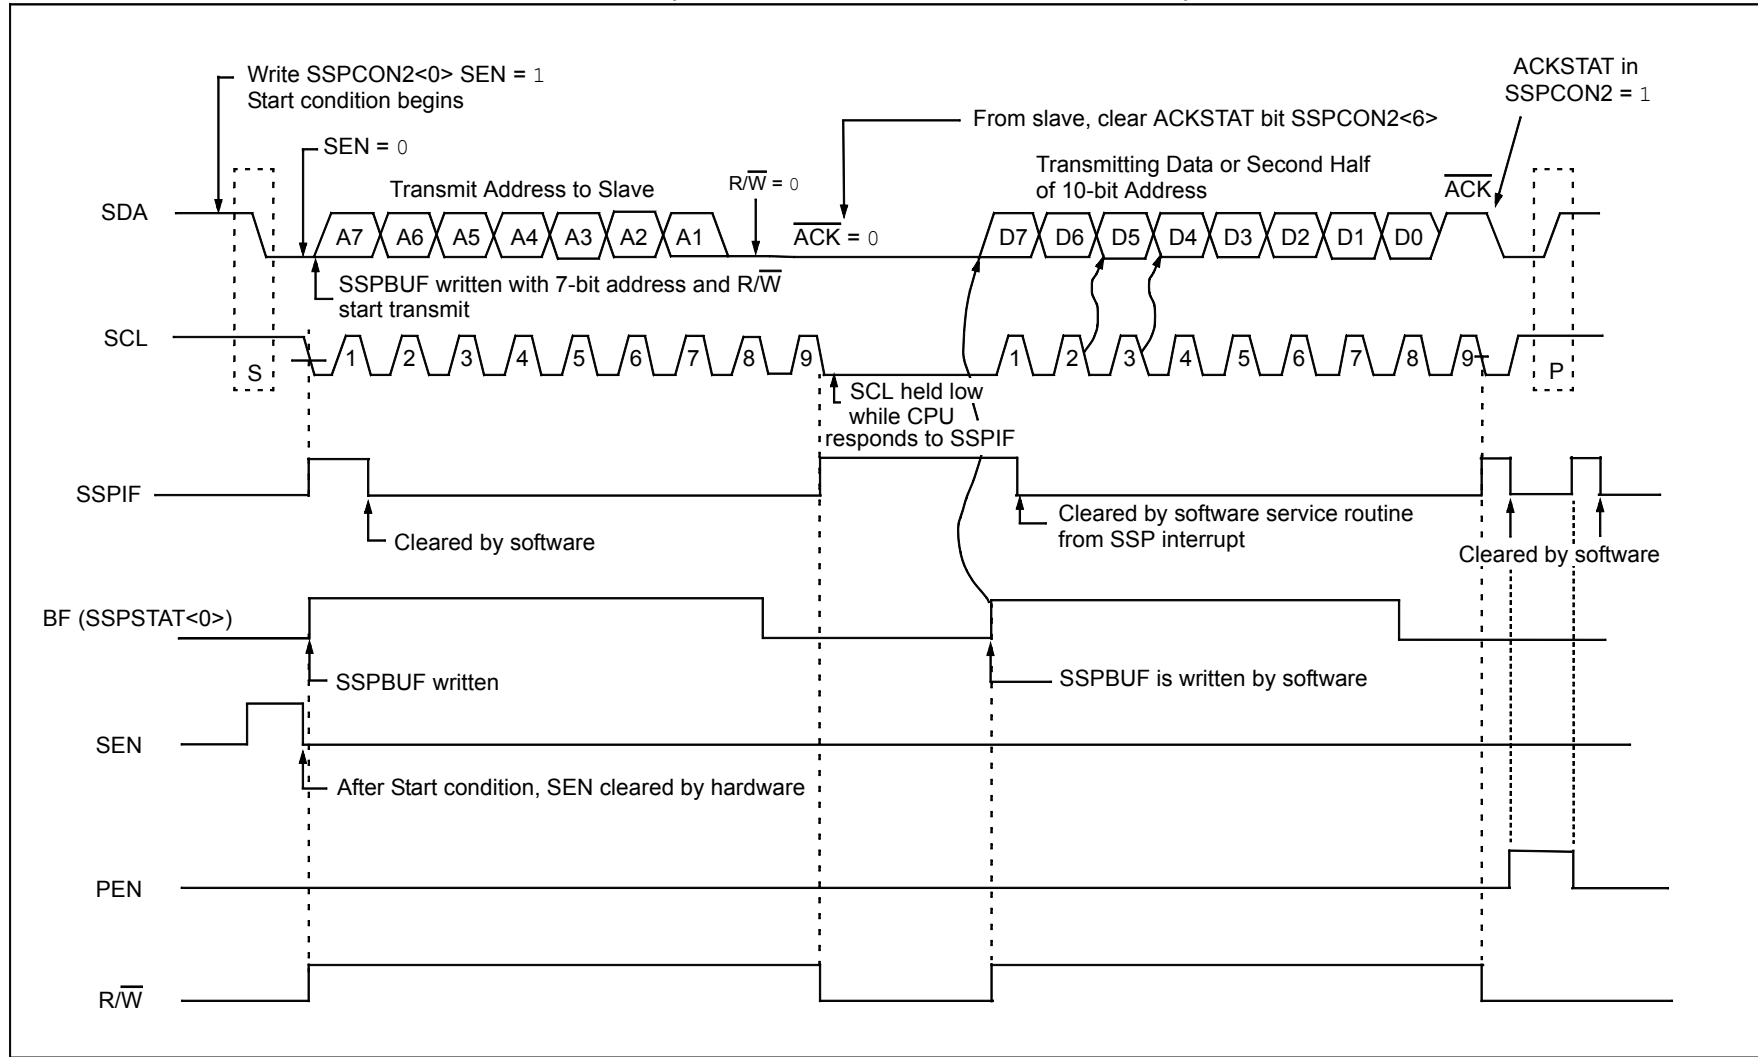 Write SSPCON2<0> SEN = 1
Start condition begins
ACKSTAT in
SSPCON2 = 1
From slave, clear ACKSTAT bit SSPCON2<6>
SEN = 0
Transmitting Data or Second Half
of 10-bit Address
Transmit Address to Slave
R/W̅ = 0
A̅C̅K̅
SDA
A7 A6 A5 A4 A3 A2 A1
A̅C̅K̅ = 0
D7 D6 D5 D4 D3 D2 D1 D0
SSPBUF written with 7-bit address and R/W̅
start transmit
SCL
S
1 2 3 4 5 6 7 8 9
1 2 3 4 5 6 7 8 9
P
SCL held low
while CPU
responds to SSPIF
SSPIF
Cleared by software
Cleared by software service routine
from SSP interrupt
Cleared by software
BF (SSPSTAT<0>)
SSPBUF written
SSPBUF is written by software
SEN
After Start condition, SEN cleared by hardware
PEN
R/W̅